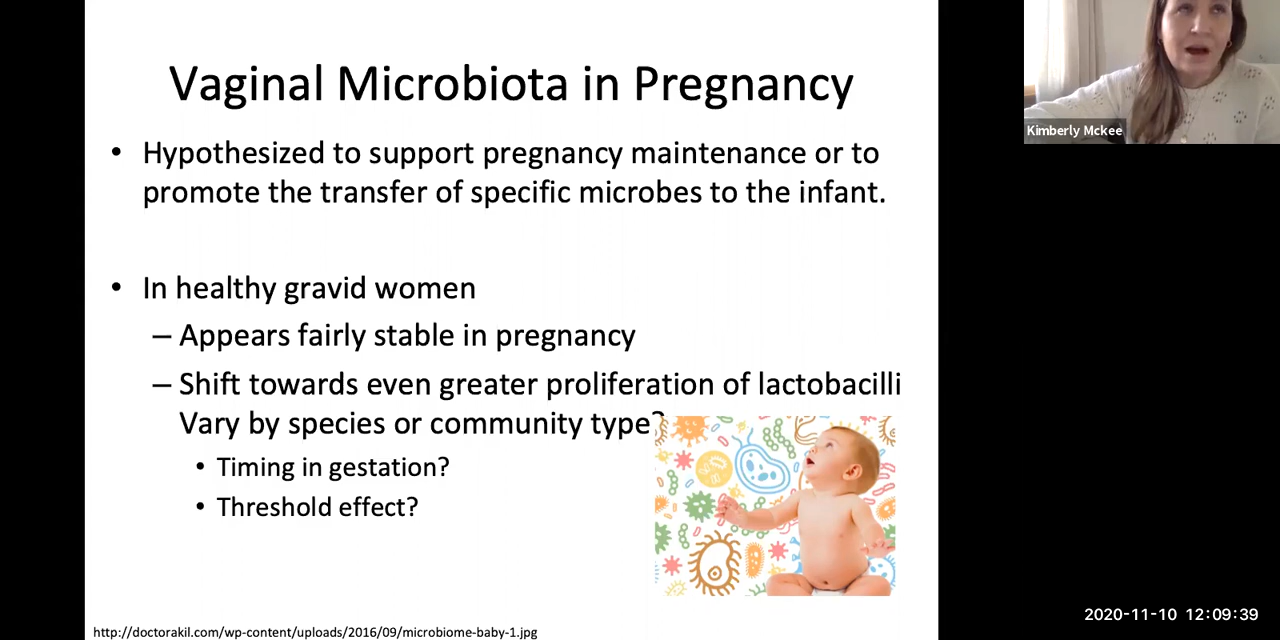 Vaginal Microbiota in Pregnancy
• Hypothesized to support pregnancy maintenance or to
promote the transfer of specific microbes to the infant.
• In healthy gravid women
– Appears fairly stable in pregnancy
– Shift towards even greater proliferation of lactobacilli
Vary by species or community type?
• Timing in gestation?
• Threshold effect?
http://doctorakil.com/wp-content/uploads/2016/09/microbiome-baby-1.jpg
Kimberly Mckee
2020-11-10 12:09:39